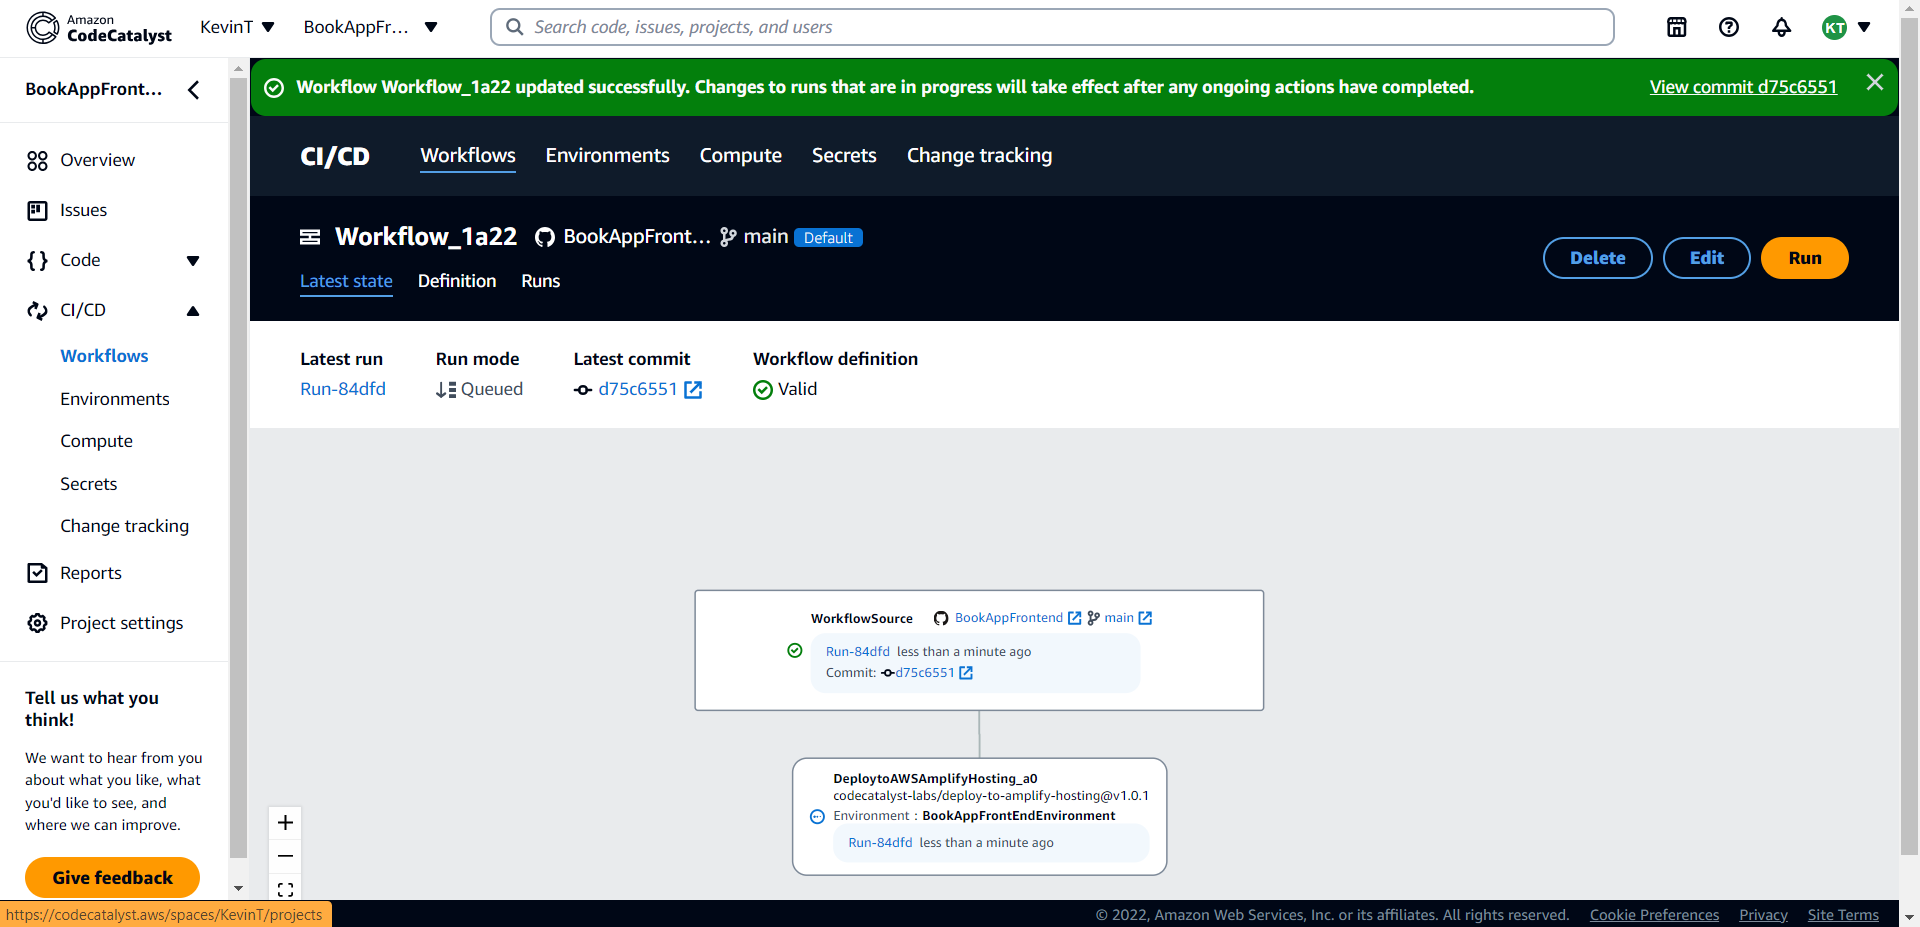 Amazon
CodeCatalyst
KevinT
BookAppFr...
Search code, issues, projects, and users
KT
BookAppFront...
Overview
Issues
Code
CI/CD
Workflows
Environments
Compute
Secrets
Change tracking
Reports
Project settings
Tell us what you
think!
We want to hear from you
about what you like, what
you'd like to see, and
where we can improve.
Give feedback
https://codecatalyst.aws/spaces/KevinT/projects
Workflow Workflow_1a22 updated successfully. Changes to runs that are in progress will take effect after any ongoing actions have completed.
View commit d75c6551
CI/CD
Workflows
Environments
Compute
Secrets
Change tracking
Workflow_1a22
BookAppFront...
main
Default
Latest state
Definition
Runs
Delete
Edit
Run
Latest run
Run-84dfd
Run mode
Queued
Latest commit
d75c6551
Workflow definition
Valid
WorkflowSource
BookAppFrontend
main
Run-84dfd less than a minute ago
Commit: d75c6551
DeploytoAWSAmplifyHosting_a0
codecatalyst-labs/deploy-to-amplify-hosting@v1.0.1
Environment : BookAppFrontEndEnvironment
Run-84dfd less than a minute ago
© 2022, Amazon Web Services, Inc. or its affiliates. All rights reserved.
Cookie Preferences
Privacy
Site Terms